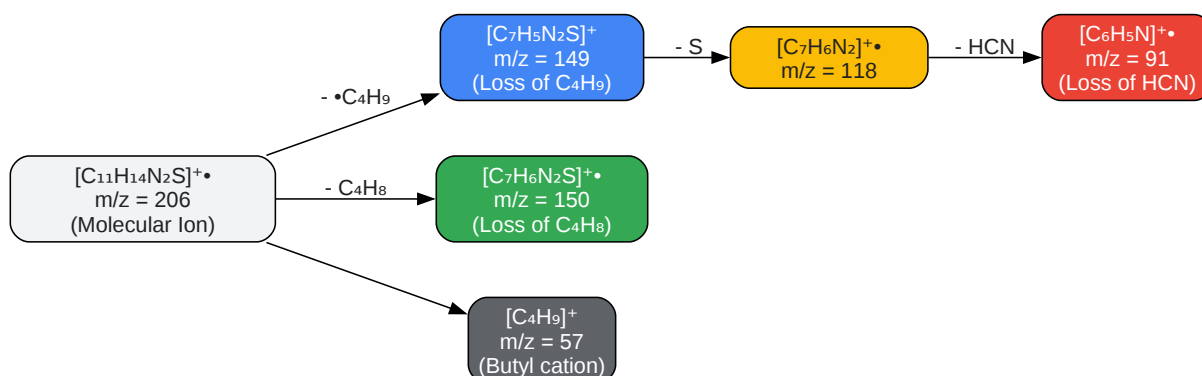 [C₇H₅N₂S]⁺
m/z = 149
(Loss of C₄H₉)
- S
[C₇H₆N₂]⁺•
m/z = 118
- HCN
[C₆H₅N]⁺•
m/z = 91
(Loss of HCN)
- •C₄H₉
[C₁₁H₁₄N₂S]⁺•
m/z = 206
(Molecular Ion)
- C₄H₈
[C₇H₆N₂S]⁺•
m/z = 150
(Loss of C₄H₈)
[C₄H₉]⁺
m/z = 57
(Butyl cation)